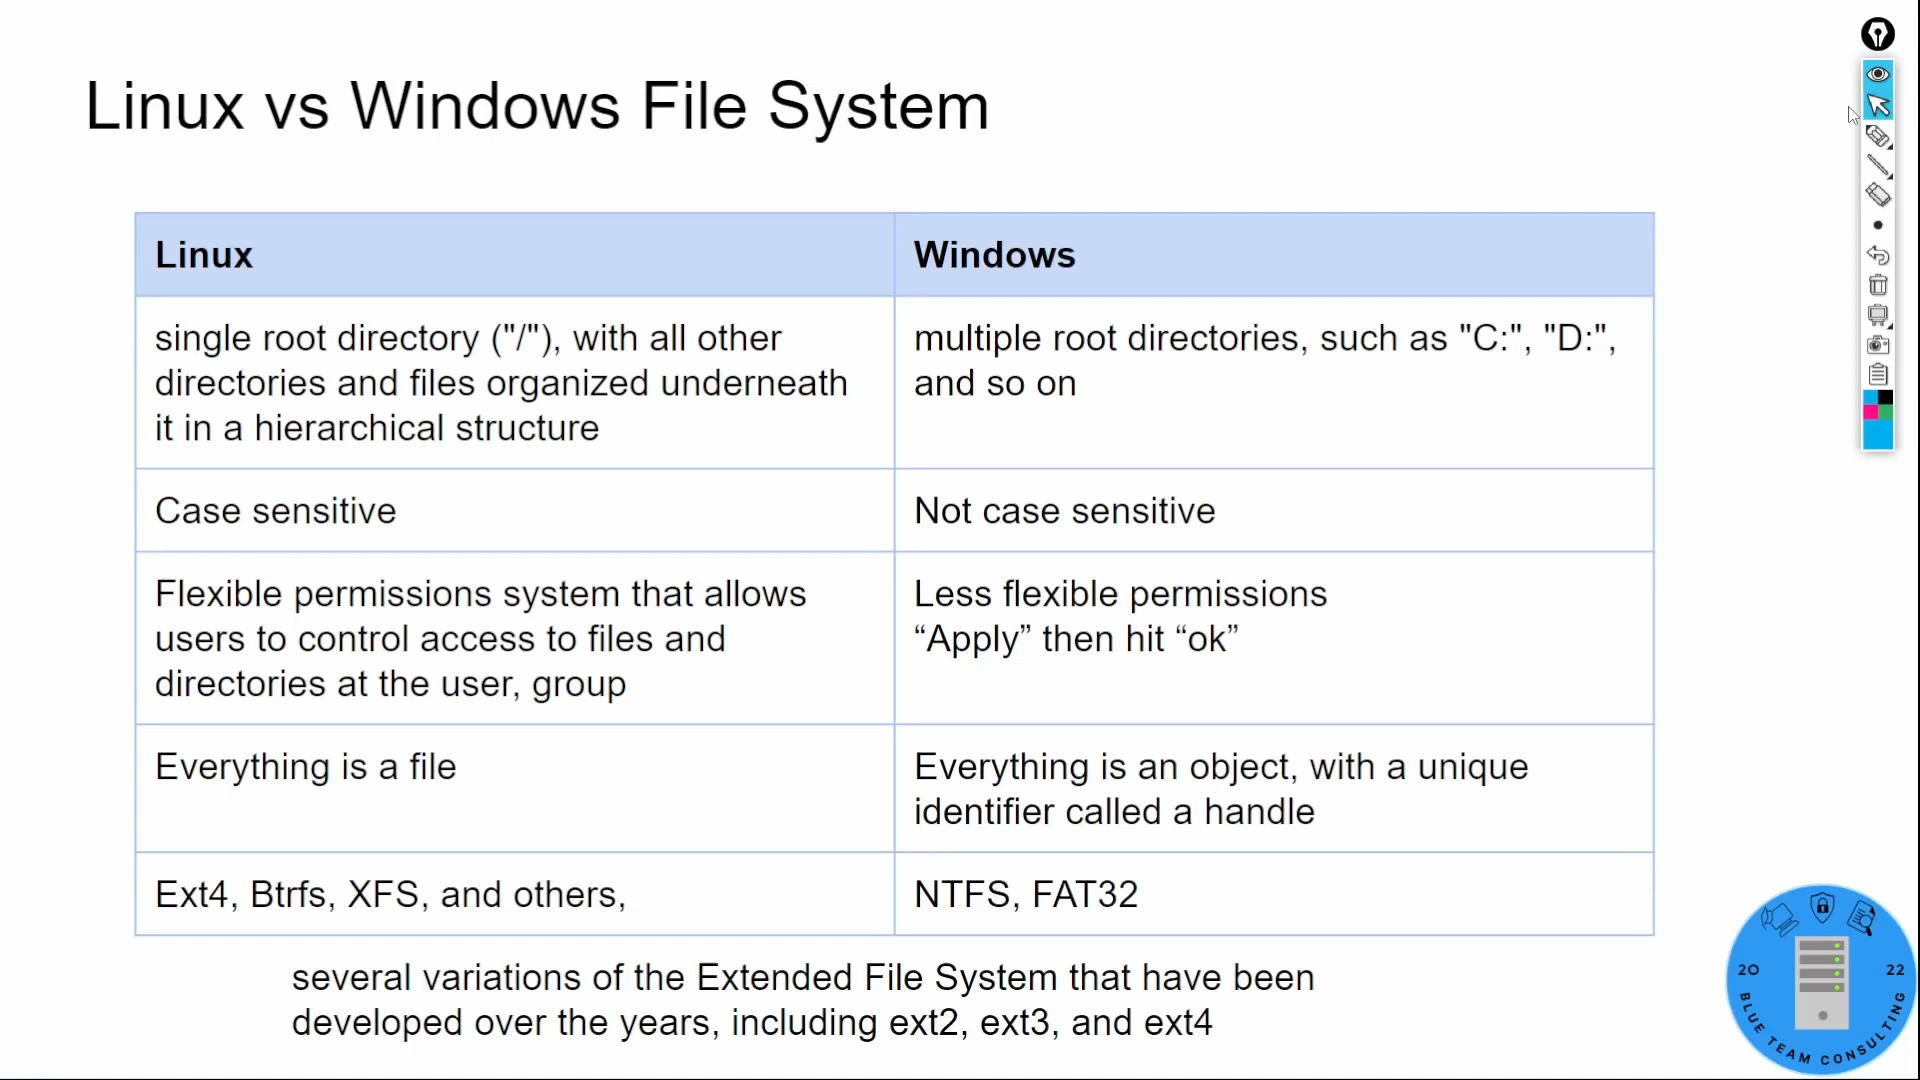 Linux vs Windows File System
Linux
Windows
single root directory ("/"), with all other
directories and files organized underneath
it in a hierarchical structure
multiple root directories, such as "C:", "D:",
and so on
Case sensitive
Not case sensitive
Flexible permissions system that allows
users to control access to files and
directories at the user, group
Less flexible permissions
“Apply” then hit “ok”
Everything is a file
Everything is an object, with a unique
identifier called a handle
Ext4, Btrfs, XFS, and others,
NTFS, FAT32
several variations of the Extended File System that have been
developed over the years, including ext2, ext3, and ext4
20 22
BLUE TEAM CONSULTING